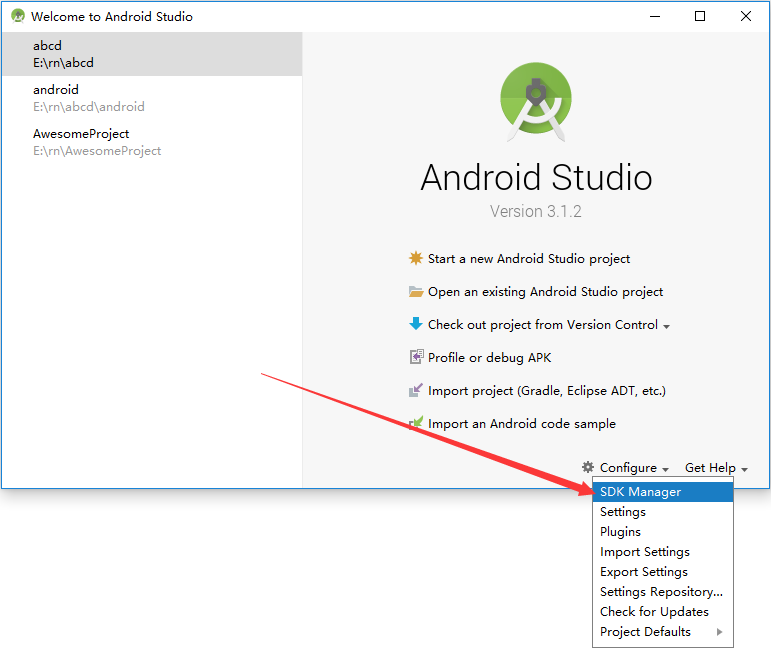 Welcome to Android Studio
abcd
E:\rn\abcd
android
E:\rn\abcd\android
AwesomeProject
E:\rn\AwesomeProject
Android Studio
Version 3.1.2
Start a new Android Studio project
Open an existing Android Studio project
Check out project from Version Control
Profile or debug APK
Import project (Gradle, Eclipse ADT, etc.)
Import an Android code sample
Configure Get Help
SDK Manager
Settings
Plugins
Import Settings
Export Settings
Settings Repository...
Check for Updates
Project Defaults